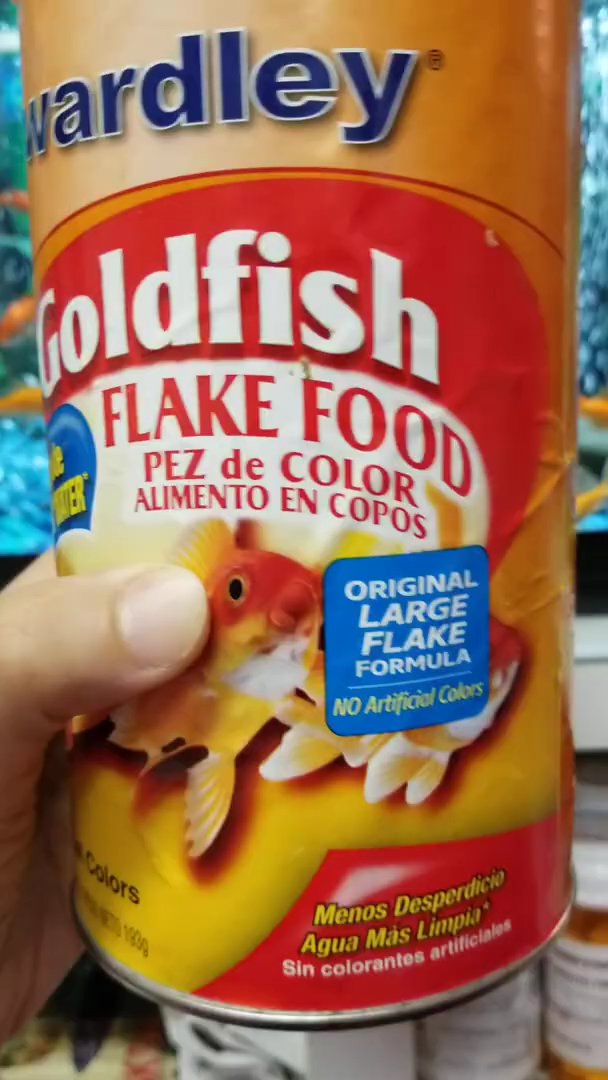 wardley®
Goldfish
FLAKE FOOD
PEZ de COLOR
ALIMENTO EN COPOS
ORIGINAL
LARGE
FLAKE
FORMULA
NO Artificial Colors
Colors
193g
Menos Desperdicio
Agua Más Limpia*
Sin colorantes artificiales